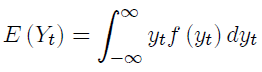 E (Y_t) = ∫_{-∞}^{∞} y_t f (y_t) dy_t